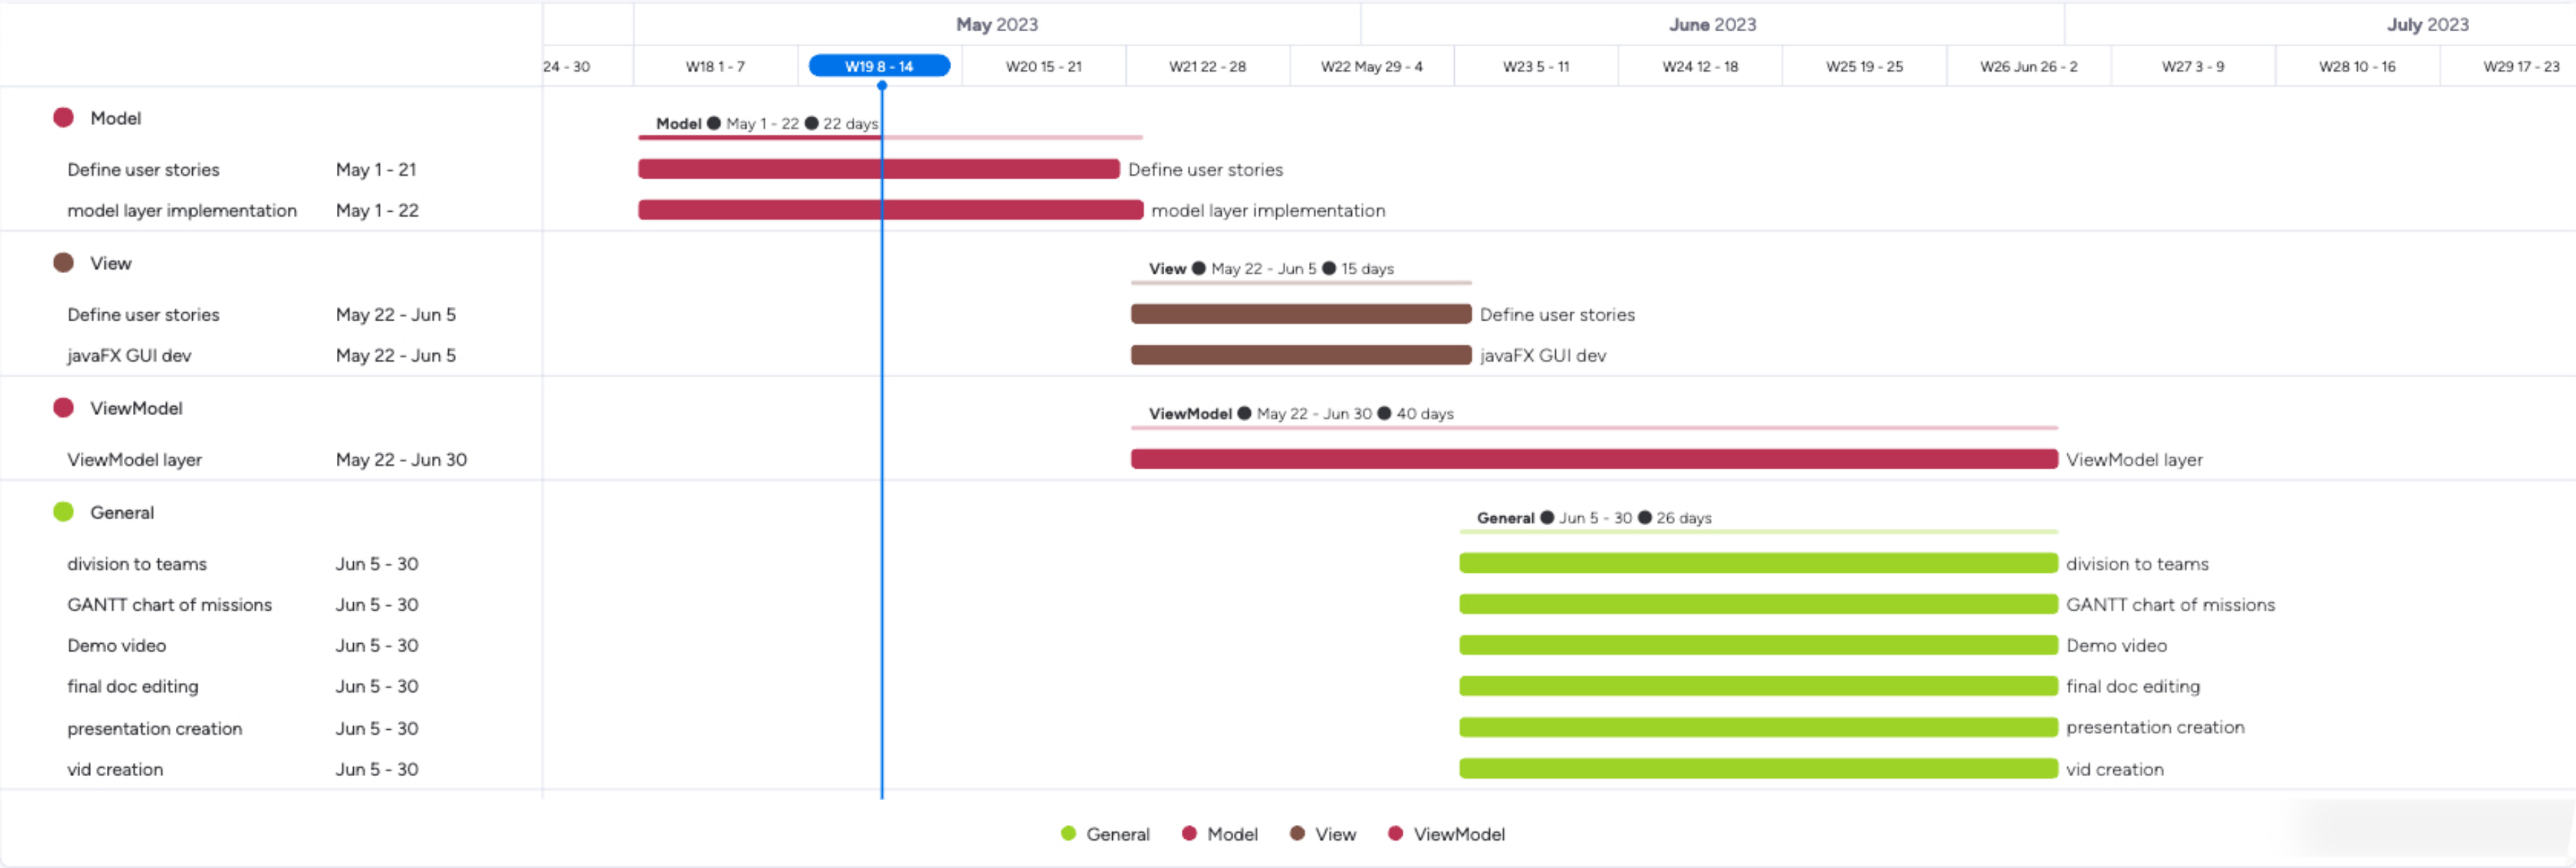 May 2023 June 2023 July 2023
24 - 30 W18 1 - 7 W19 8 - 14 W20 15 - 21 W21 22 - 28 W22 May 29 - 4 W23 5 - 11 W24 12 - 18 W25 19 - 25 W26 Jun 26 - 2 W27 3 - 9 W28 10 - 16 W29 17 - 23
Model Model ● May 1 - 22 ● 22 days
Define user stories May 1 - 21 Define user stories
model layer implementation May 1 - 22 model layer implementation
View View ● May 22 - Jun 5 ● 15 days
Define user stories May 22 - Jun 5 Define user stories
javaFX GUI dev May 22 - Jun 5 javaFX GUI dev
ViewModel ViewModel ● May 22 - Jun 30 ● 40 days
ViewModel layer May 22 - Jun 30 ViewModel layer
General General ● Jun 5 - 30 ● 26 days
division to teams Jun 5 - 30 division to teams
GANTT chart of missions Jun 5 - 30 GANTT chart of missions
Demo video Jun 5 - 30 Demo video
final doc editing Jun 5 - 30 final doc editing
presentation creation Jun 5 - 30 presentation creation
vid creation Jun 5 - 30 vid creation
General Model View ViewModel